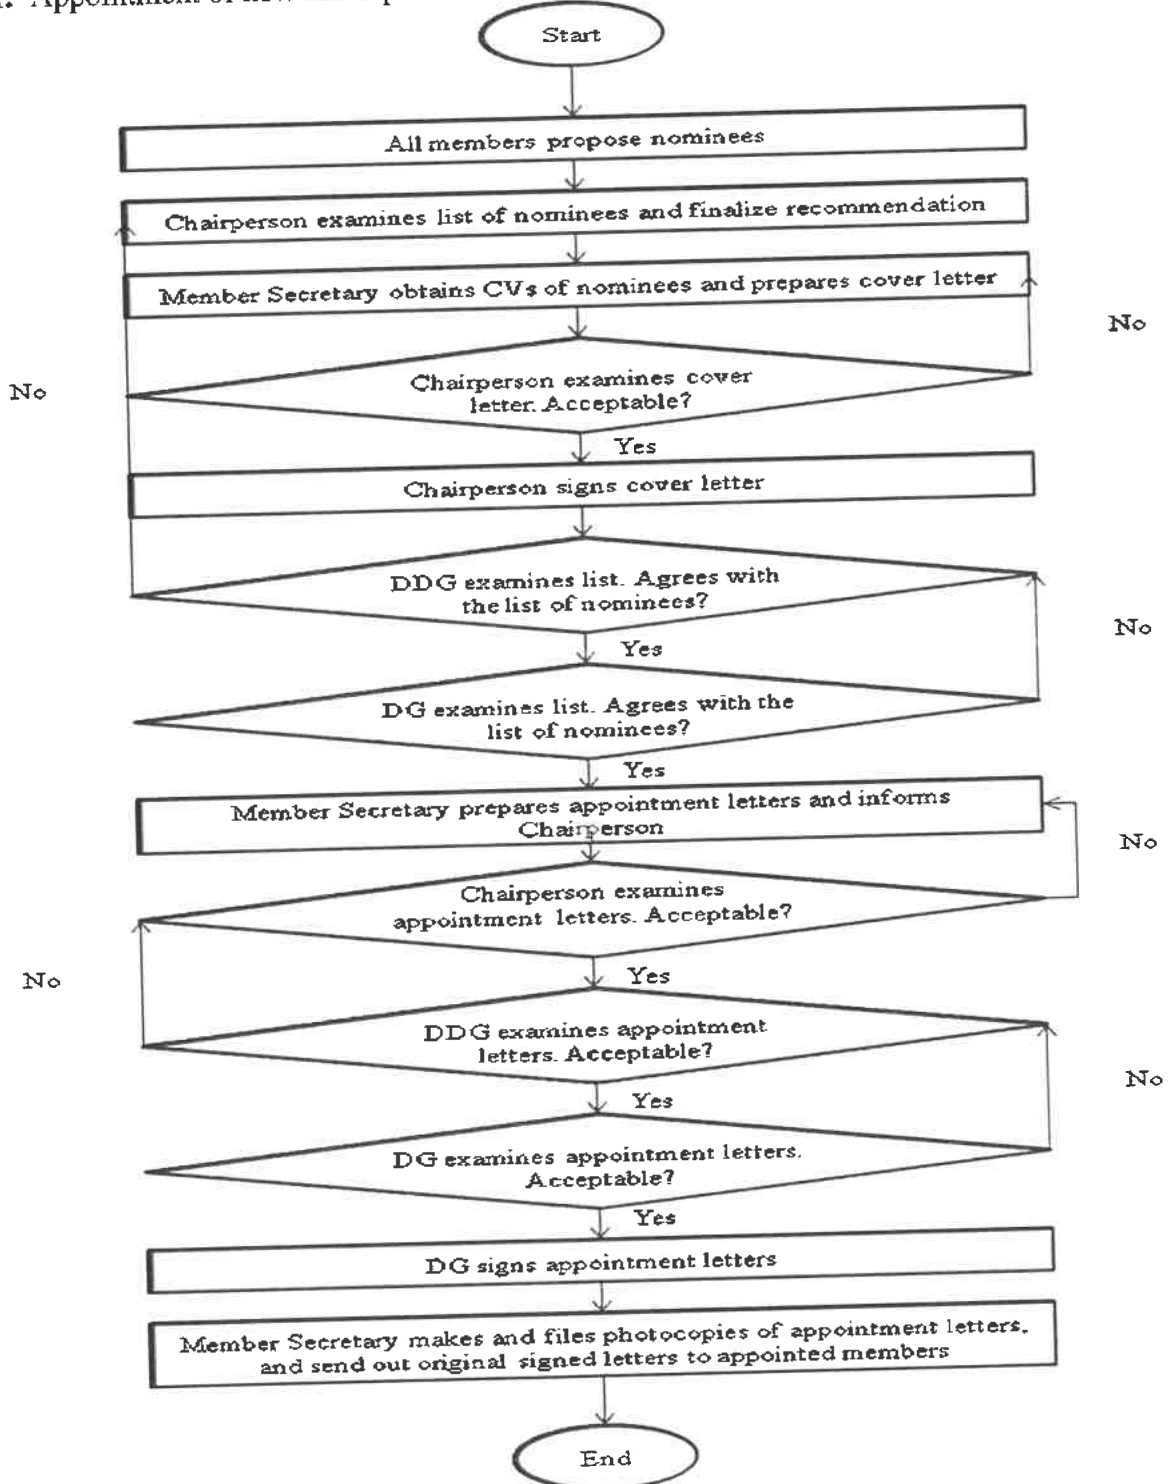 Appointment of
Start
All members propose nominees
Chairperson examines list of nominees and finalize recommendation
Member Secretary obtains CVs of nominees and prepares cover letter
No
Chairperson examines cover
letter. Acceptable?
No
Yes
Chairperson signs cover letter
DDG examines list. Agrees with
the list of nominees?
No
Yes
DG examines list. Agrees with the
list of nominees?
Yes
Member Secretary prepares appointment letters and informs
Chairperson
No
Chairperson examines
appointment letters. Acceptable?
No
Yes
DDG examines appointment
letters. Acceptable?
No
Yes
DG examines appointment letters.
Acceptable?
Yes
DG signs appointment letters
Member Secretary makes and files photocopies of appointment letters,
and send out original signed letters to appointed members
End